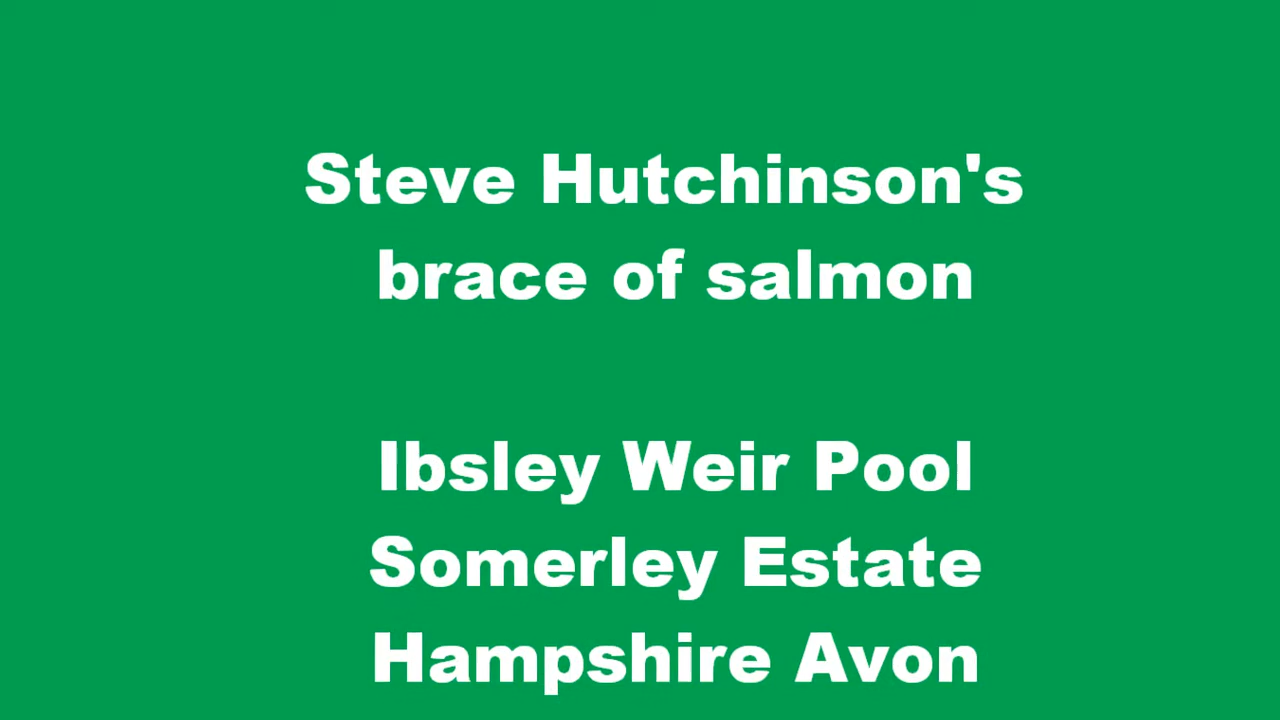 Steve Hutchinson's
brace of salmon
Ibsley Weir Pool
Somerley Estate
Hampshire Avon